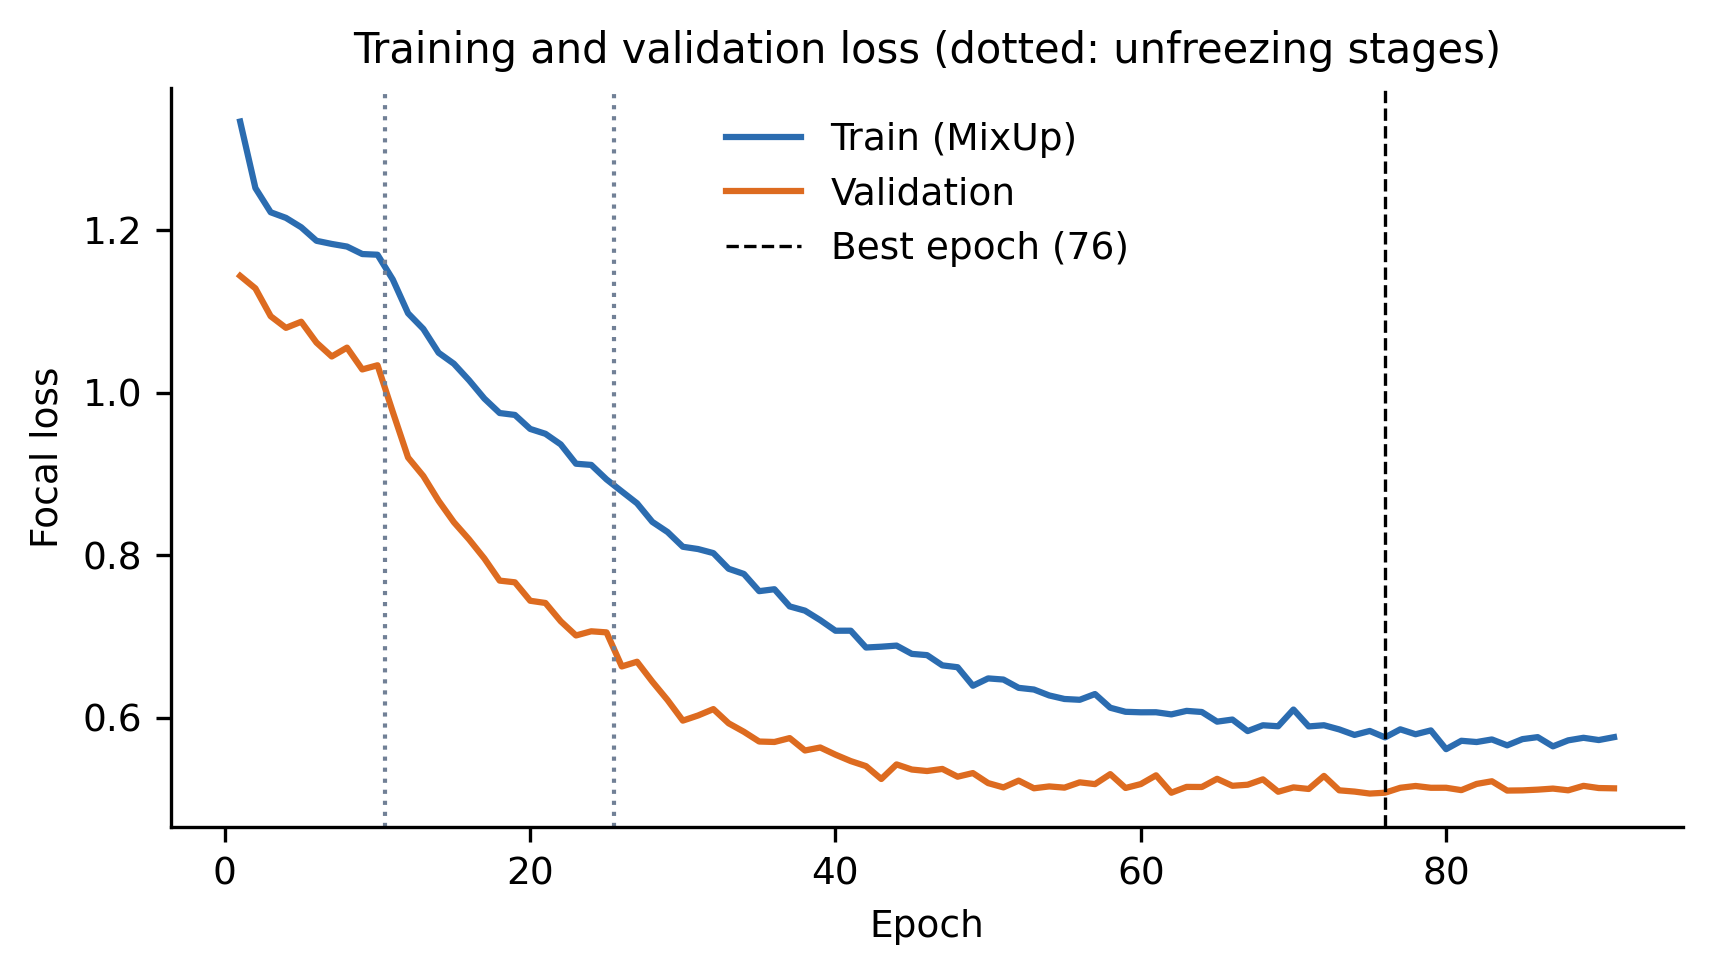 Training and validation loss (dotted: unfreezing stages)
Train (MixUp)
Validation
Best epoch (76)
Focal loss
1.2
1.0
0.8
0.6
0
20
40
60
80
Epoch